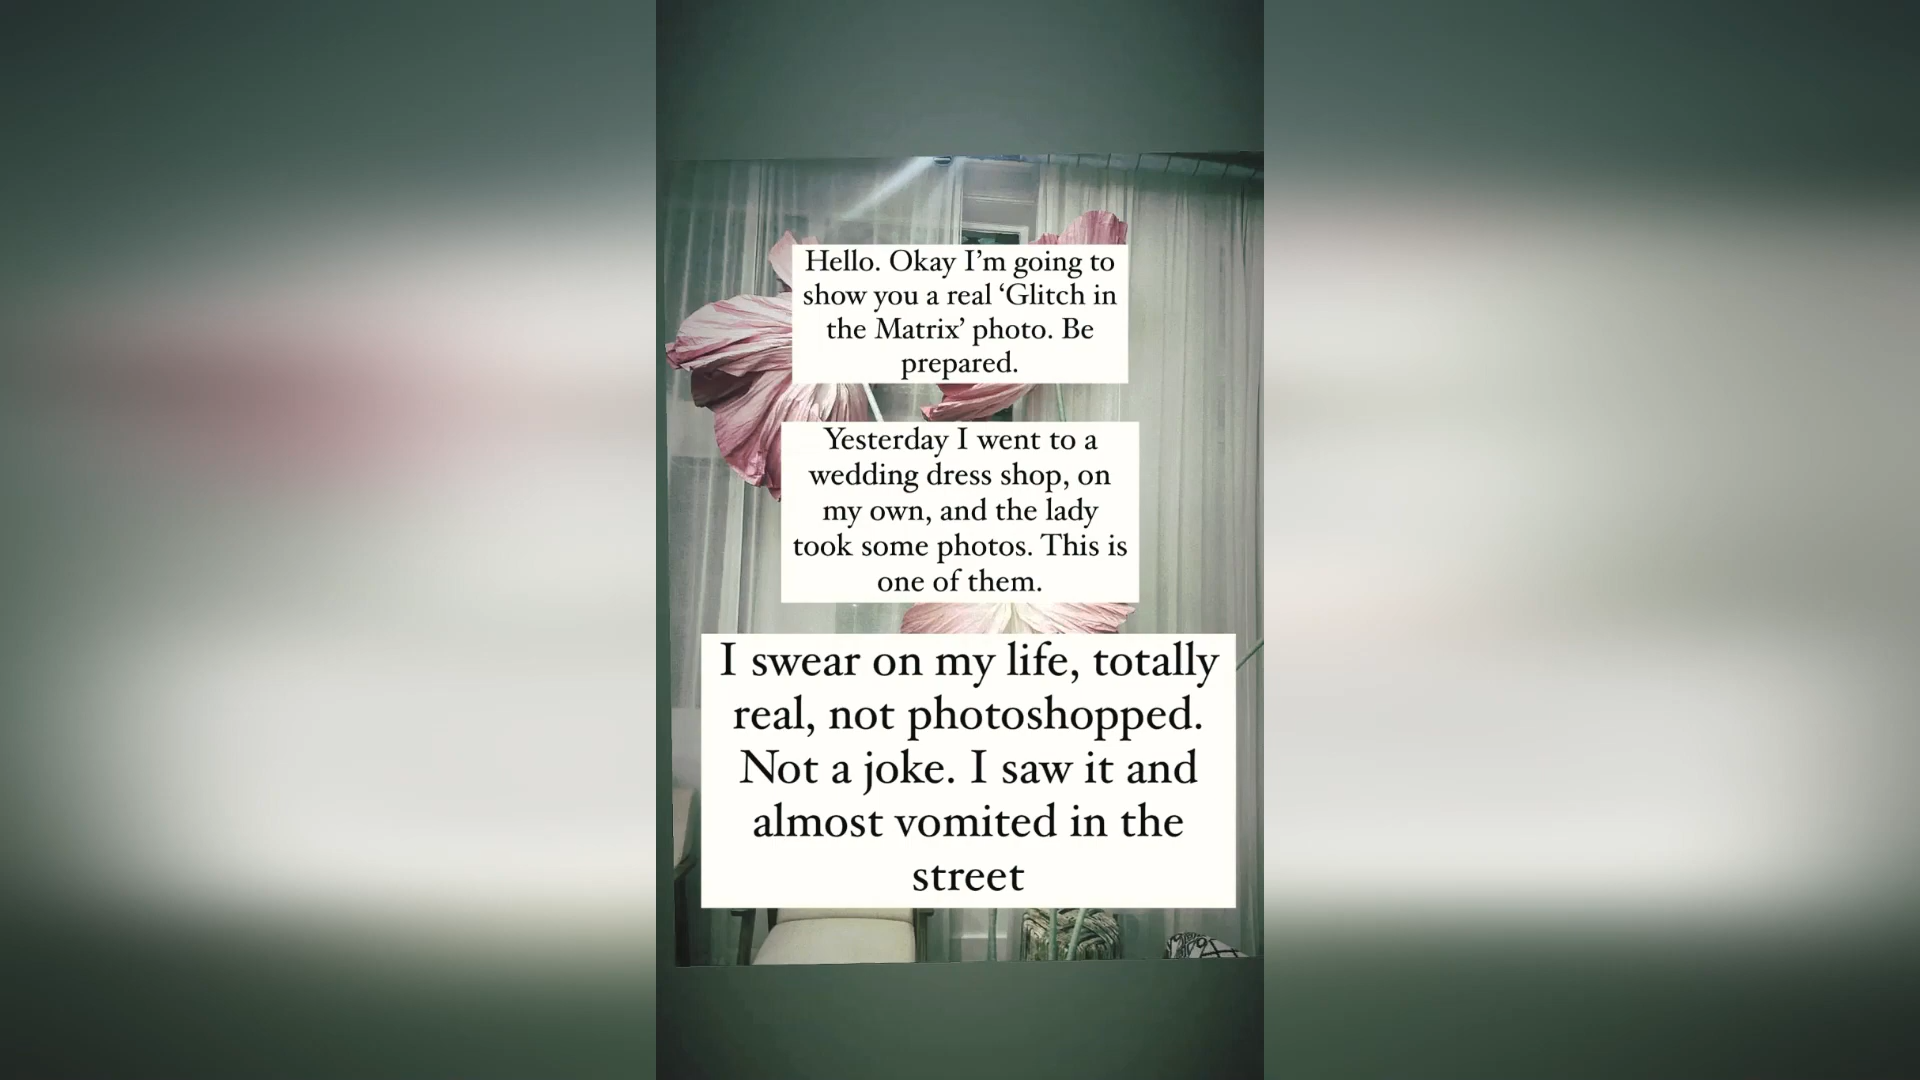 Hello. Okay I’m going to
show you a real ‘Glitch in
the Matrix’ photo. Be
prepared.
Yesterday I went to a
wedding dress shop, on
my own, and the lady
took some photos. This is
one of them.
I swear on my life, totally
real, not photoshopped.
Not a joke. I saw it and
almost vomited in the
street